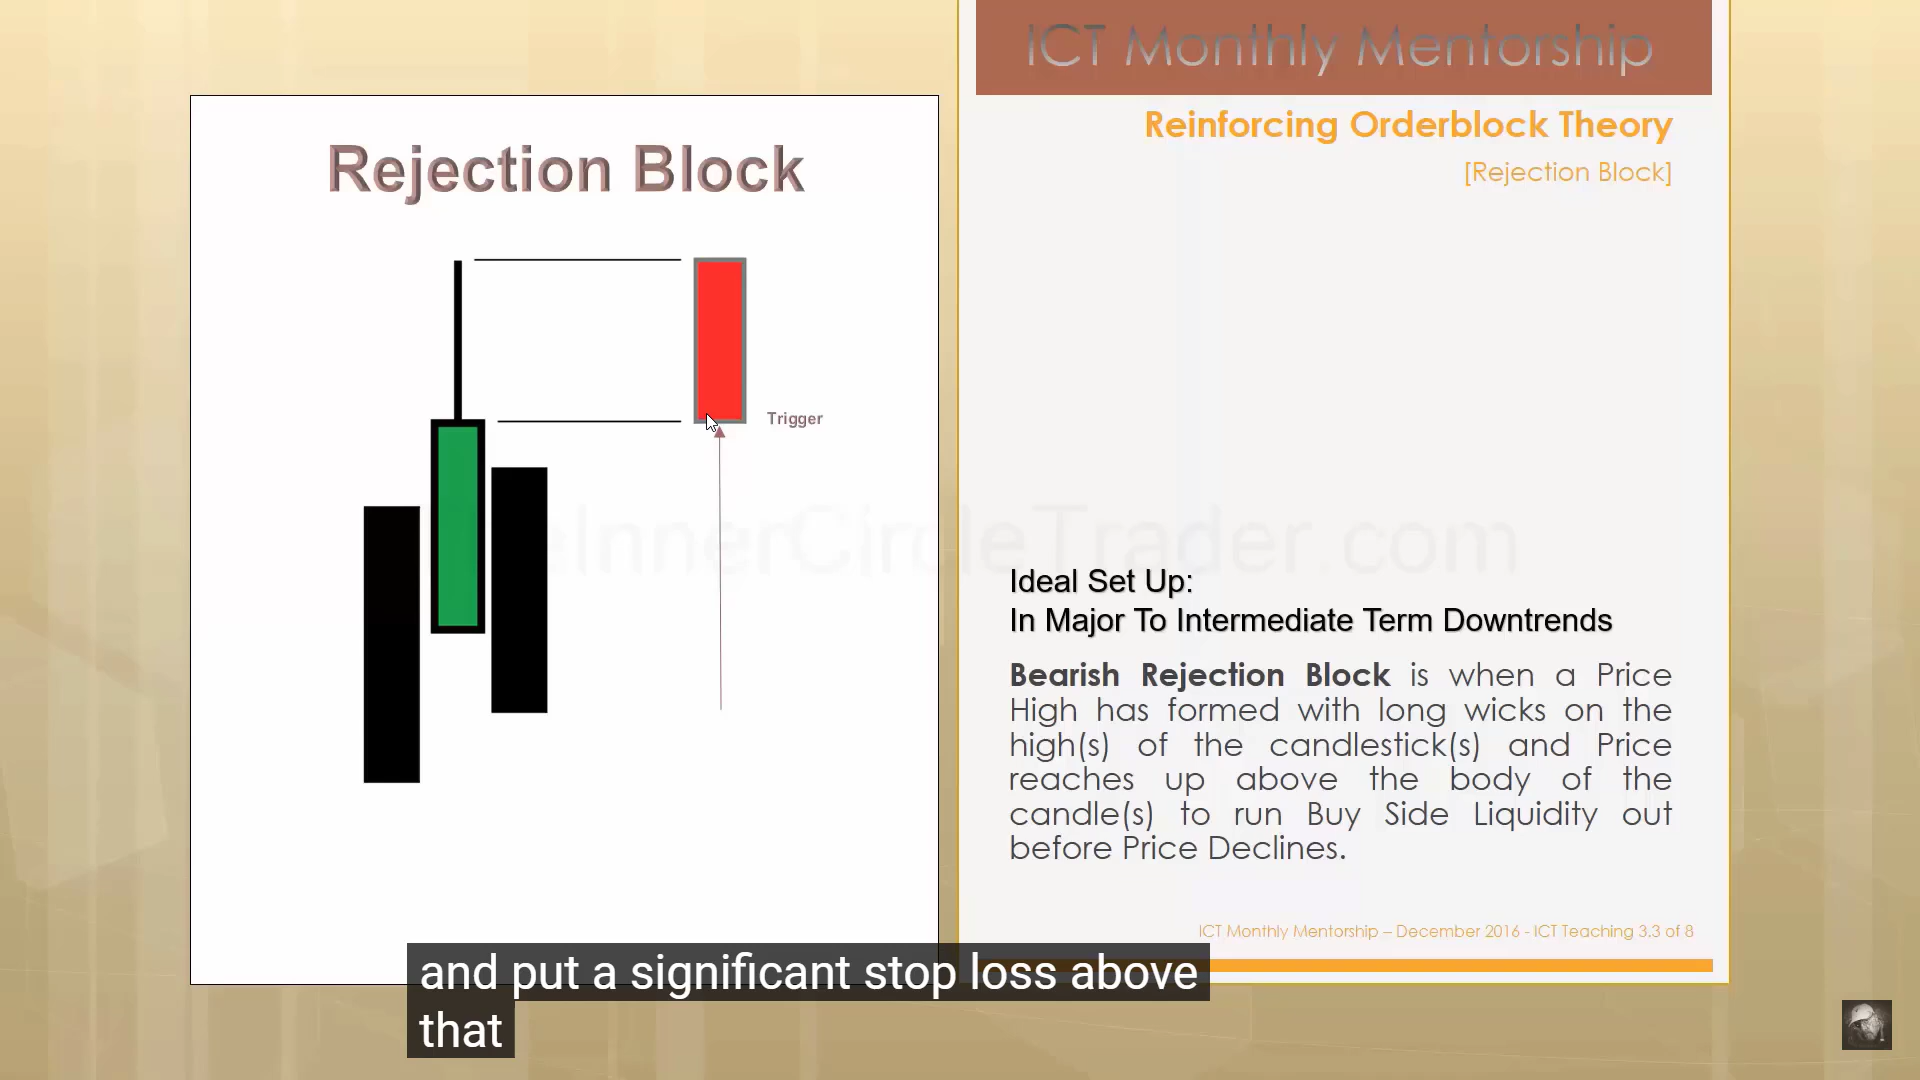 ICT Monthly Mentorship
Reinforcing Orderblock Theory
[Rejection Block]
Rejection Block
Trigger
InnerCircleTrader.com
Ideal Set Up:
In Major To Intermediate Term Downtrends
Bearish Rejection Block is when a Price
High has formed with long wicks on the
high(s) of the candlestick(s) and Price
reaches up above the body of the
candle(s) to run Buy Side Liquidity out
before Price Declines.
ICT Monthly Mentorship – December 2016 - ICT Teaching 3.3 of 8
and put a significant stop loss above
that